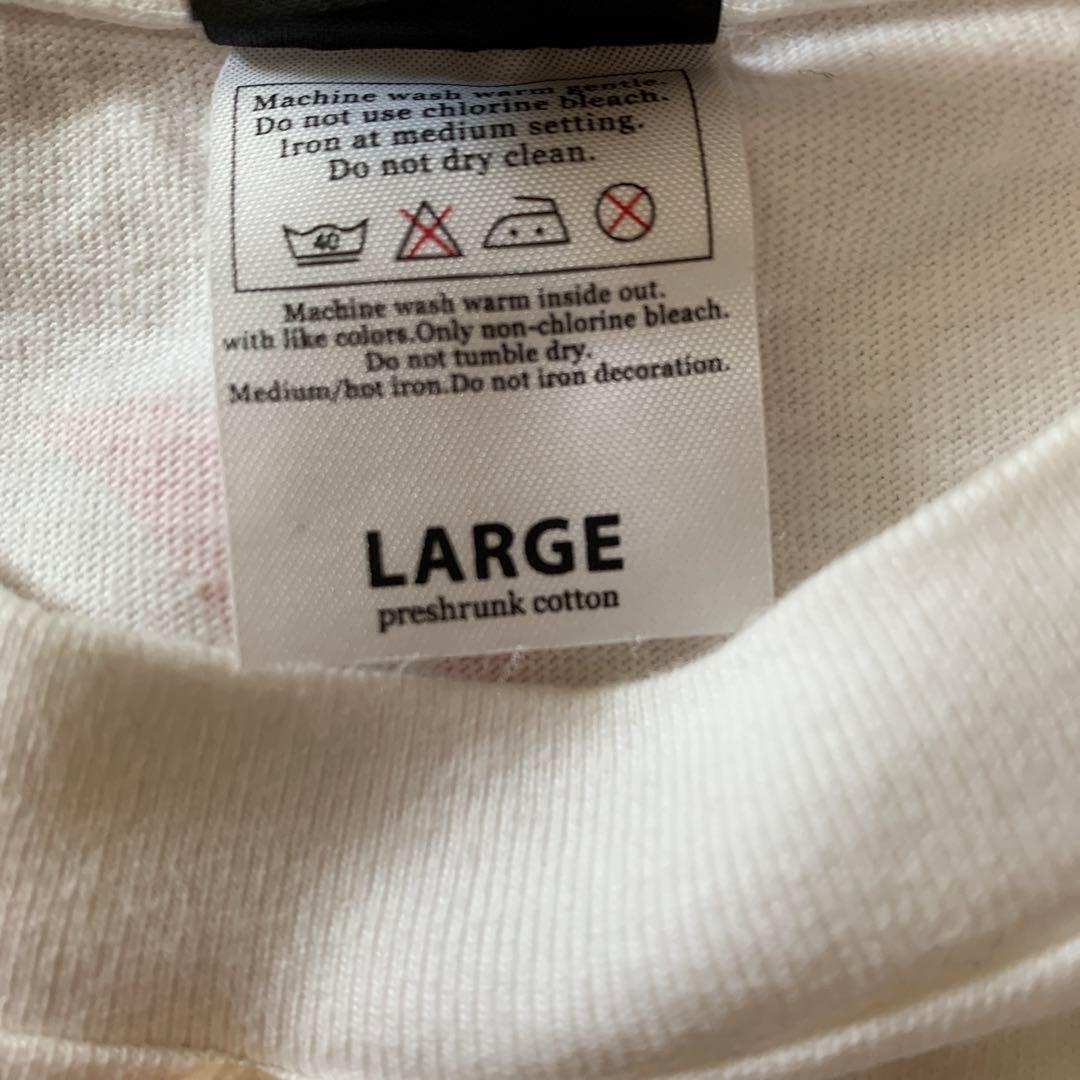 Machine wash warm gentle.
Do not use chlorine bleach.
Iron at medium setting.
Do not dry clean.
40
Machine wash warm inside out.
with like colors.Only non-chlorine bleach.
Do not tumble dry.
Medium/hot iron.Do not iron decoration.
LARGE
preshrunk cotton